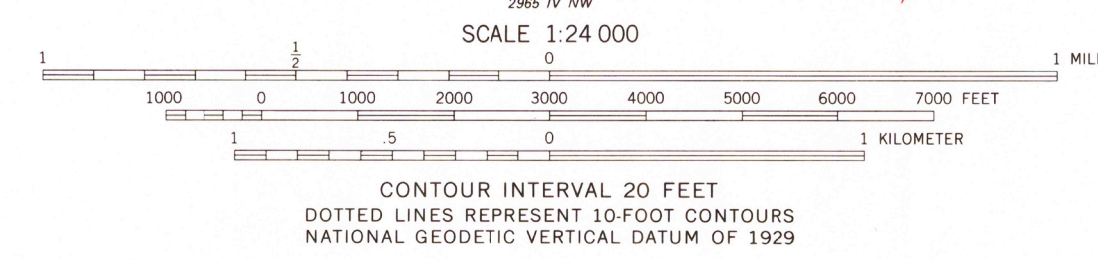 2965 IV NW
SCALE 1:24 000
1 1/2 0 1 MIL
1000 0 1000 2000 3000 4000 5000 6000 7000 FEET
1 .5 0 1 KILOMETER
CONTOUR INTERVAL 20 FEET
DOTTED LINES REPRESENT 10-FOOT CONTOURS
NATIONAL GEODETIC VERTICAL DATUM OF 1929